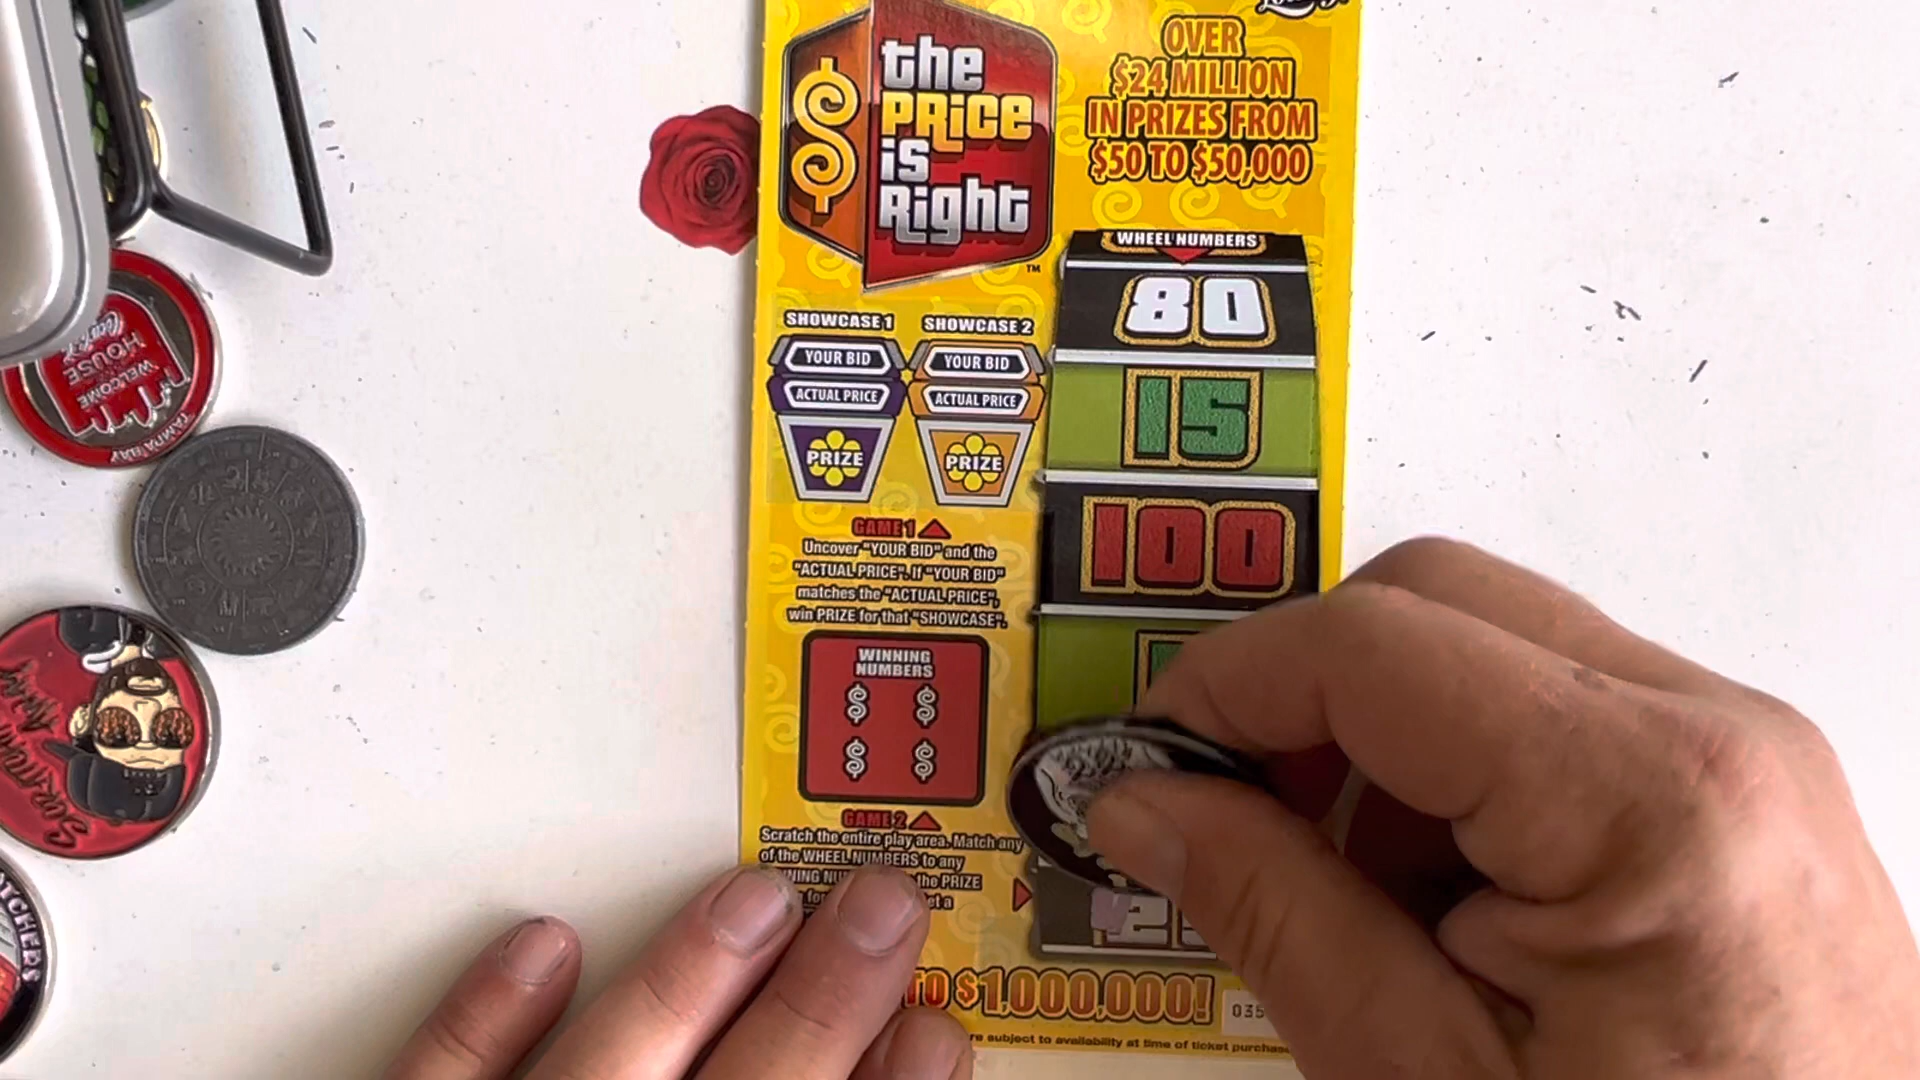 the
PRiCE
is
Right
TM
OVER
$24 MILLION
IN PRIZES FROM
$50 TO $50,000
WHEEL NUMBERS
80
15
100
SHOWCASE 1
SHOWCASE 2
YOUR BID
YOUR BID
ACTUAL PRICE
ACTUAL PRICE
PRIZE
PRIZE
GAME 1
Uncover "YOUR BID" and the
"ACTUAL PRICE". If "YOUR BID"
matches the "ACTUAL PRICE",
win PRIZE for that "SHOWCASE".
WINNING
NUMBERS
$ $
$ $
GAME 2
Scratch the entire play area. Match any
of the WHEEL NUMBERS to any
the PRIZE
TO $1,000,000!
035
subject to availability at time of ticket
WELCOME
HOUSE
TAMPA BAY